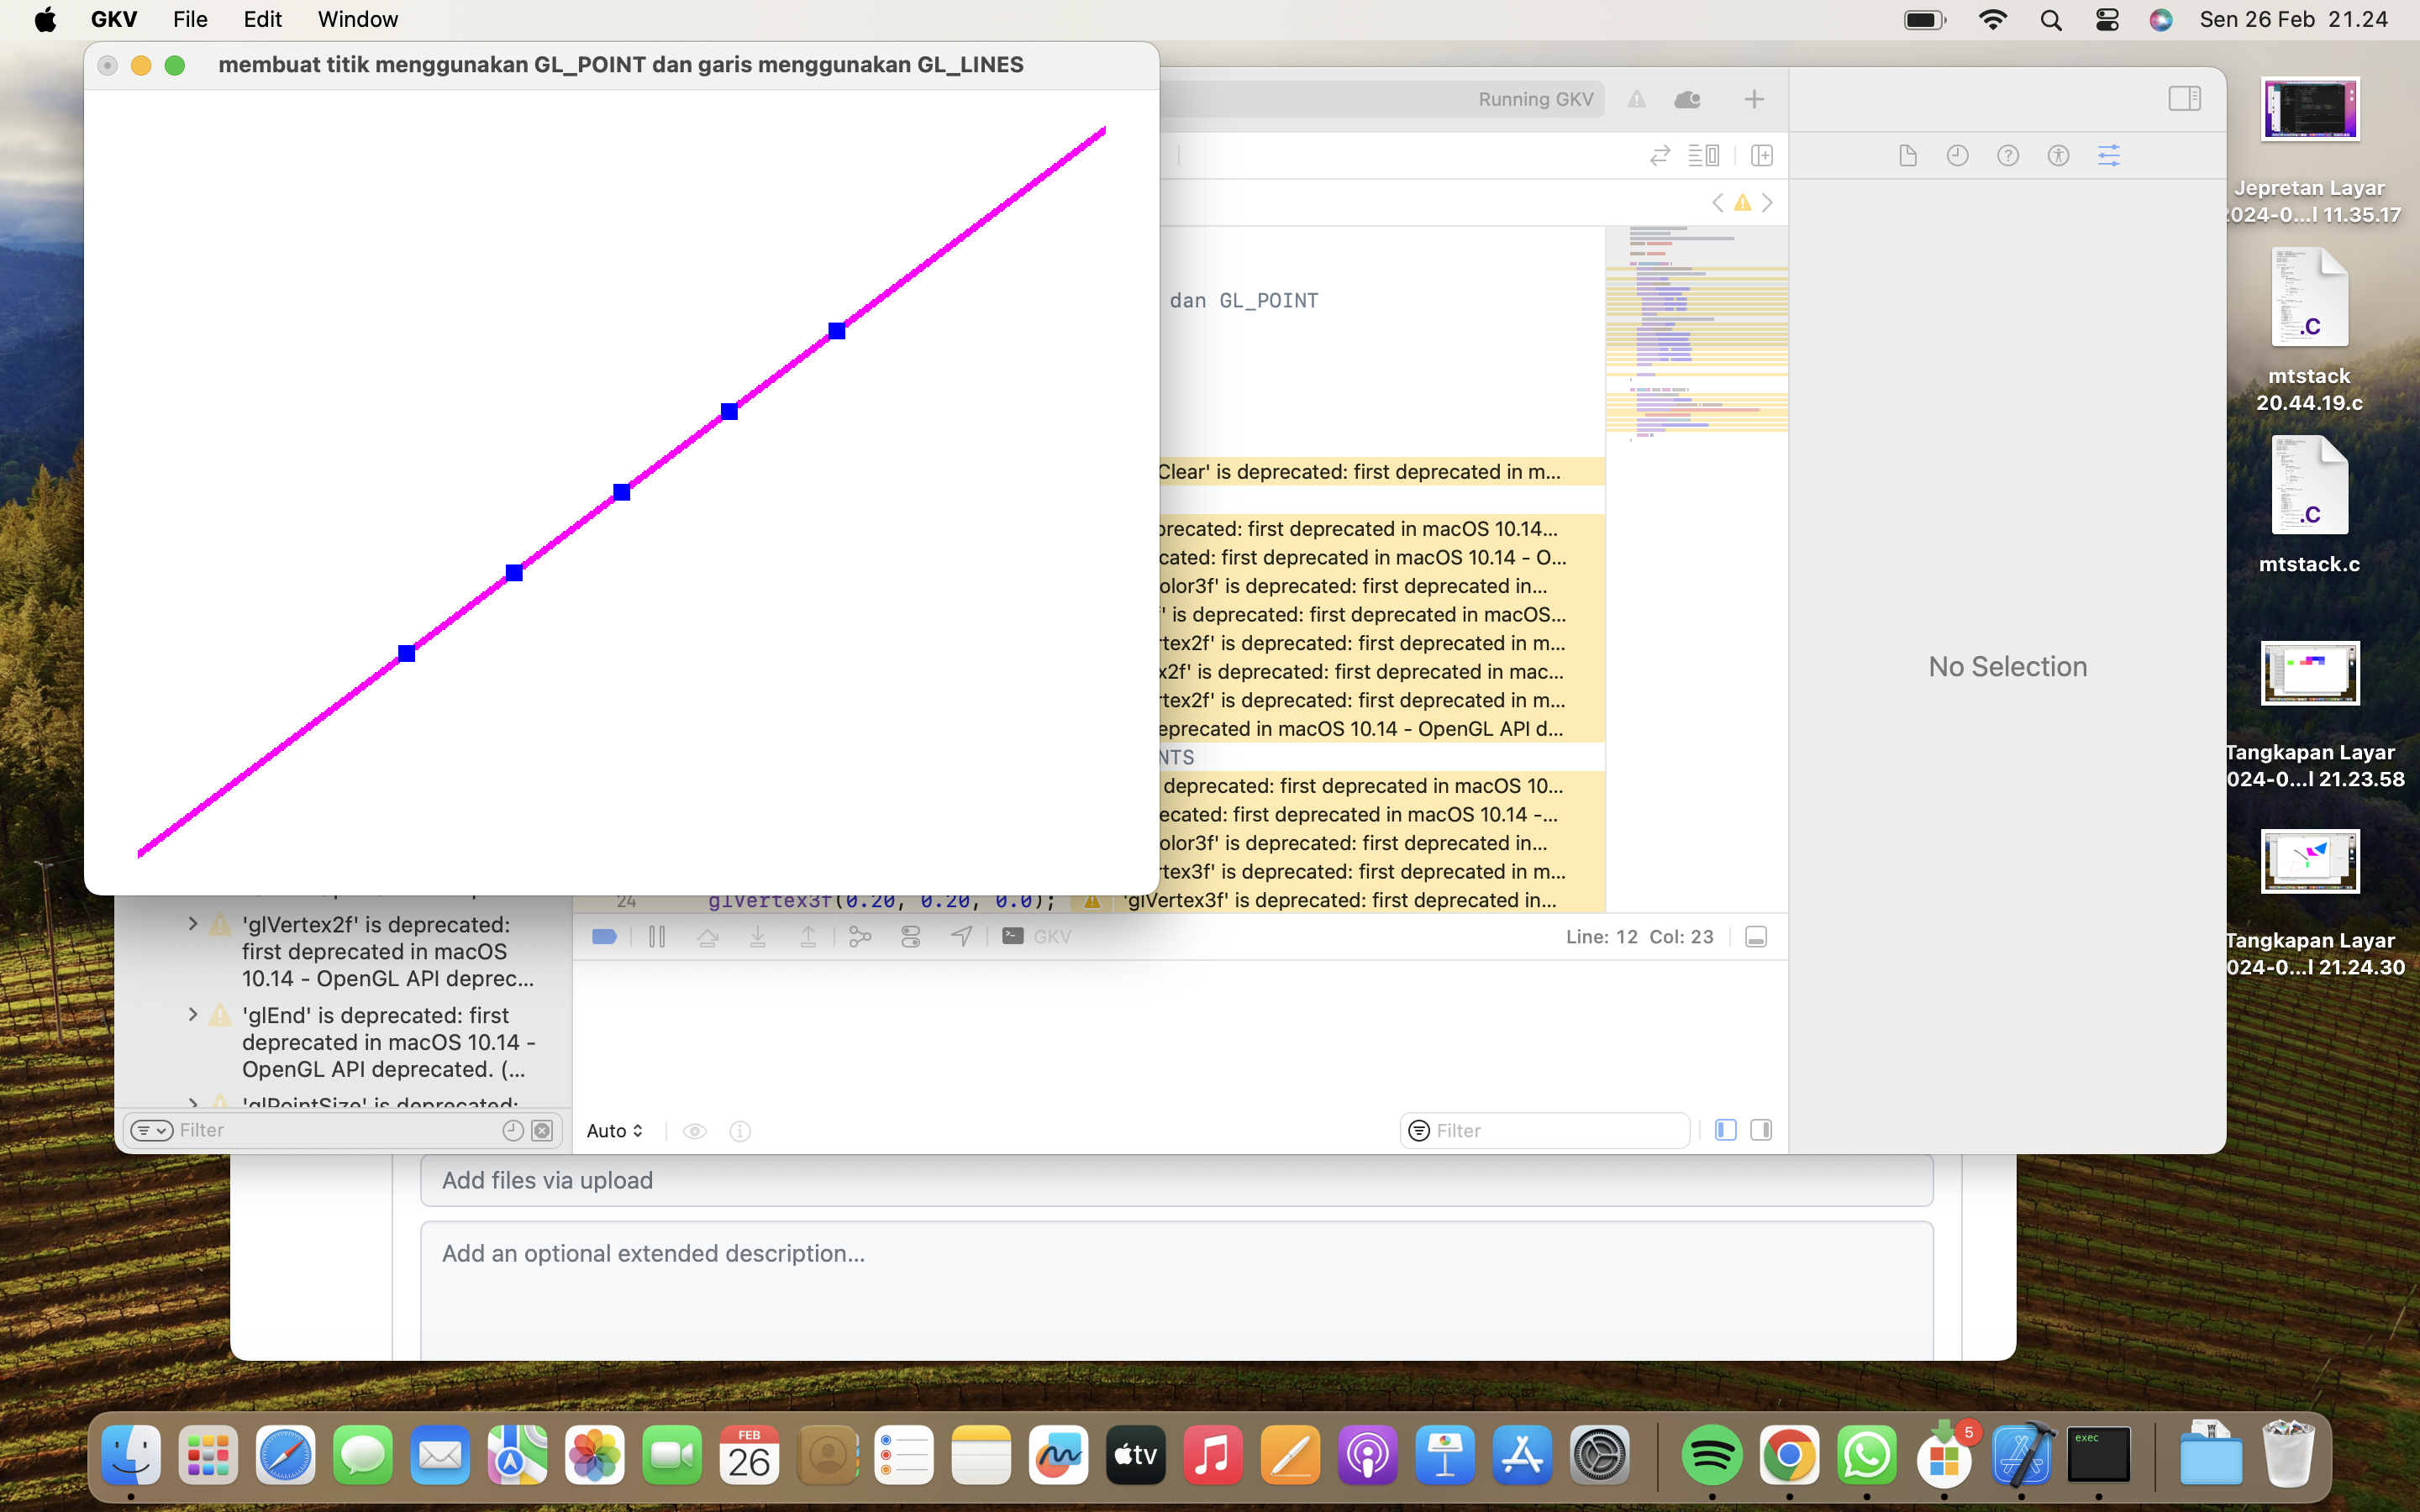 GKV File Edit Window
Sen 26 Feb 21.24
membuat titik menggunakan GL_POINT dan garis menggunakan GL_LINES
Running GKV
dan GL_POINT
Clear' is deprecated: first deprecated in m...
precated: first deprecated in macOS 10.14...
cated: first deprecated in macOS 10.14 - O...
olor3f' is deprecated: first deprecated in...
f' is deprecated: first deprecated in macOS...
rtex2f' is deprecated: first deprecated in m...
x2f' is deprecated: first deprecated in mac...
rtex2f' is deprecated: first deprecated in m...
eprecated in macOS 10.14 - OpenGL API d...
NTS
deprecated: first deprecated in macOS 10...
ecated: first deprecated in macOS 10.14 -...
olor3f' is deprecated: first deprecated in...
rtex3f' is deprecated: first deprecated in m...
24 glVertex3f(0.20, 0.20, 0.0); 'glVertex3f' is deprecated: first deprecated in...
No Selection
'glVertex2f' is deprecated:
first deprecated in macOS
10.14 - OpenGL API deprec...
'glEnd' is deprecated: first
deprecated in macOS 10.14 -
OpenGL API deprecated. (...
'glPointSize' is deprecated:
Filter
GKV
Line: 12 Col: 23
Auto
Filter
Add files via upload
Add an optional extended description...
Jepretan Layar
2024-0...l 11.35.17
.C
mtstack
20.44.19.c
.C
mtstack.c
Tangkapan Layar
024-0...l 21.23.58
Tangkapan Layar
024-0...l 21.24.30
FEB
26
tv
5
exec